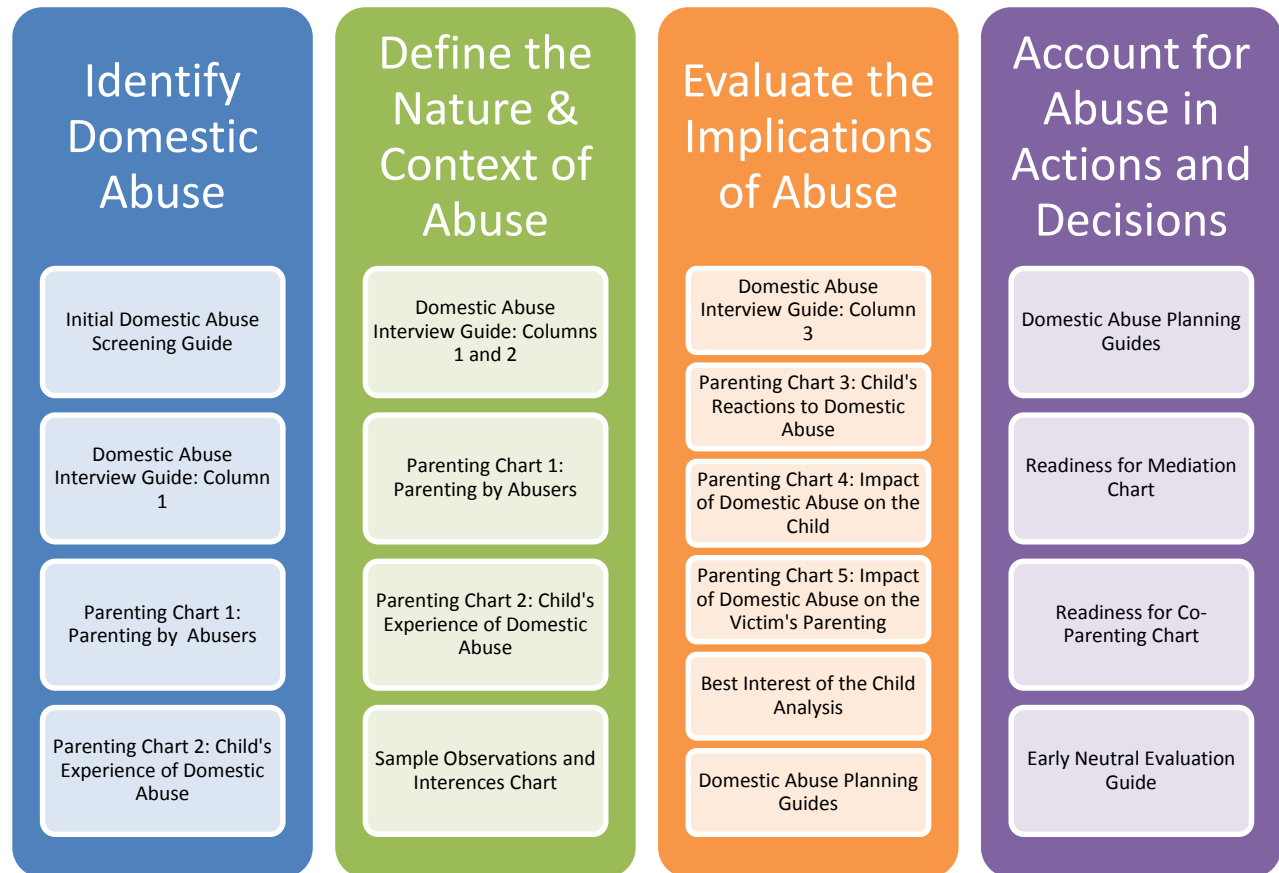 Identify
Domestic
Abuse
Initial Domestic Abuse
Screening Guide
Domestic Abuse
Interview Guide: Column
1
Parenting Chart 1:
Parenting by Abusers
Parenting Chart 2: Child's
Experience of Domestic
Abuse
Define the
Nature &
Context of
Abuse
Domestic Abuse
Interview Guide: Columns
1 and 2
Parenting Chart 1:
Parenting by Abusers
Parenting Chart 2: Child's
Experience of Domestic
Abuse
Sample Observations and
Interences Chart
Evaluate the
Implications
of Abuse
Domestic Abuse
Interview Guide: Column
3
Parenting Chart 3: Child's
Reactions to Domestic
Abuse
Parenting Chart 4: Impact
of Domestic Abuse on the
Child
Parenting Chart 5: Impact
of Domestic Abuse on the
Victim's Parenting
Best Interest of the Child
Analysis
Domestic Abuse Planning
Guides
Account for
Abuse in
Actions and
Decisions
Domestic Abuse Planning
Guides
Readiness for Mediation
Chart
Readiness for Co-
Parenting Chart
Early Neutral Evaluation
Guide